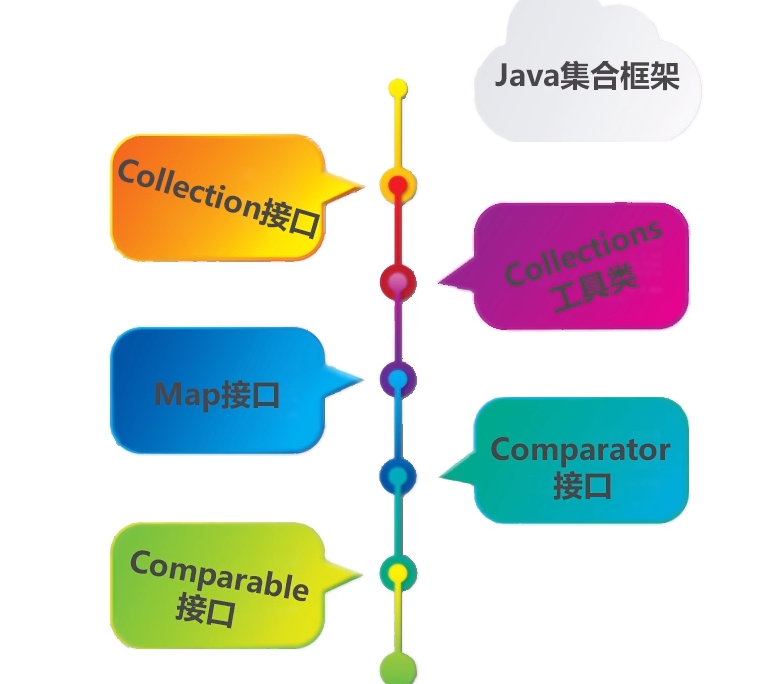 Java集合框架
Collection接口
Collections
工具类
Map接口
Comparator
接口
Comparable
接口